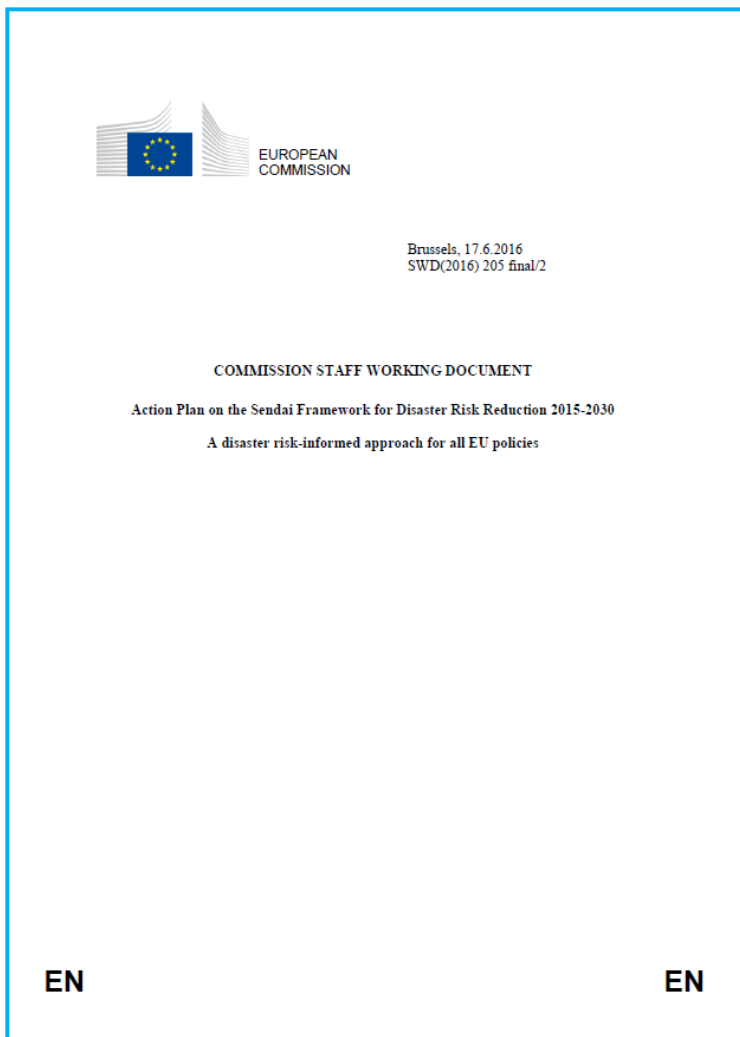 EUROPEAN
COMMISSION
Brussels, 17.6.2016
SWD(2016) 205 final/2
COMMISSION STAFF WORKING DOCUMENT
Action Plan on the Sendai Framework for Disaster Risk Reduction 2015-2030
A disaster risk-informed approach for all EU policies
EN
EN